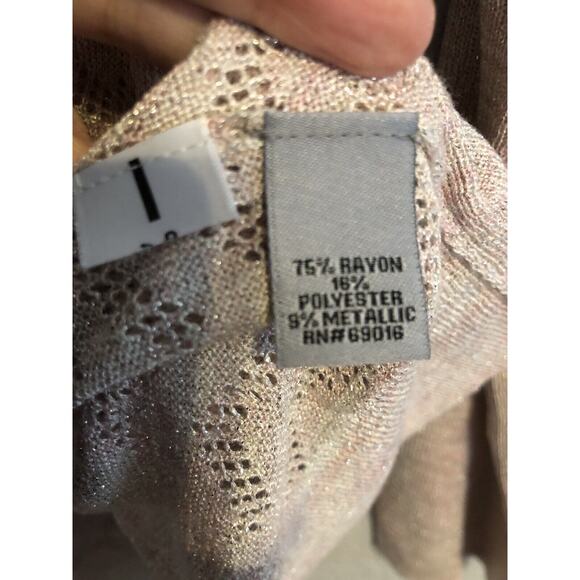 75% RAYON
16%
POLYESTER
9% METALLIC
RN#69016